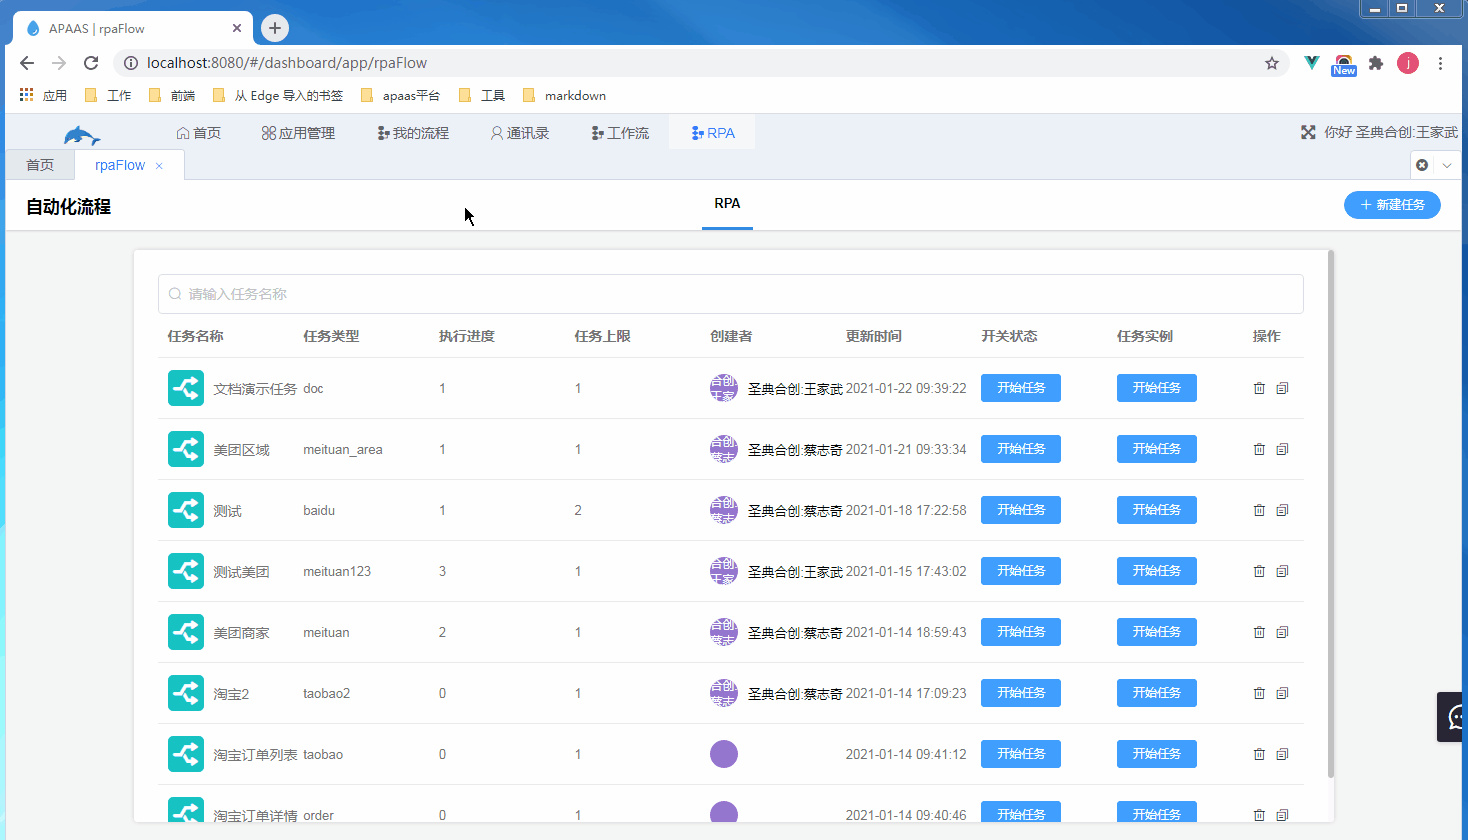 APAAS | rpaFlow
localhost:8080/#/dashboard/app/rpaFlow
New
j
应用 工作 前端 从 Edge 导入的书签 apaas平台 工具 markdown
首页 应用管理 我的流程 通讯录 工作流 RPA 你好 圣典合创:王家武
首页 rpaFlow
自动化流程 RPA 新建任务
请输入任务名称
任务名称 任务类型 执行进度 任务上限 创建者 更新时间 开关状态 任务实例 操作
文档演示任务 doc 1 1 合创 王家 圣典合创:王家武 2021-01-22 09:39:22 开始任务 开始任务
美团区域 meituan_area 1 1 合创 蔡志 圣典合创:蔡志奇 2021-01-21 09:33:34 开始任务 开始任务
测试 baidu 1 2 合创 蔡志 圣典合创:蔡志奇 2021-01-18 17:22:58 开始任务 开始任务
测试美团 meituan123 3 1 合创 王家 圣典合创:王家武 2021-01-15 17:43:02 开始任务 开始任务
美团商家 meituan 2 1 合创 蔡志 圣典合创:蔡志奇 2021-01-14 18:59:43 开始任务 开始任务
淘宝2 taobao2 0 1 合创 蔡志 圣典合创:蔡志奇 2021-01-14 17:09:23 开始任务 开始任务
淘宝订单列表 taobao 0 1 2021-01-14 09:41:12 开始任务 开始任务
淘宝订单详情 order 0 1 2021-01-14 09:40:46 开始任务 开始任务